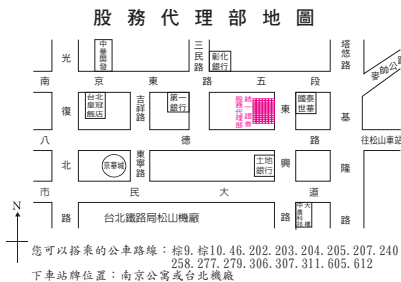 股務代理部地圖
光復北路
中華開發
三民路
彰化銀行
塔悠路
麥帥公路
南京東路五段
台北皇冠飯店
吉祥路
第一銀行
統一證券
股務代理部
東興路
國泰世華
基隆路
八德路
往松山車站
京華城
東寧路
土地銀行
市民大道
N
台北鐵路局松山機廠
中農科技大樓
您可以搭乘的公車路線：棕9.棕10.46.202.203.204.205.207.240
258.277.279.306.307.311.605.612
下車站牌位置：南京公寓或台北機廠